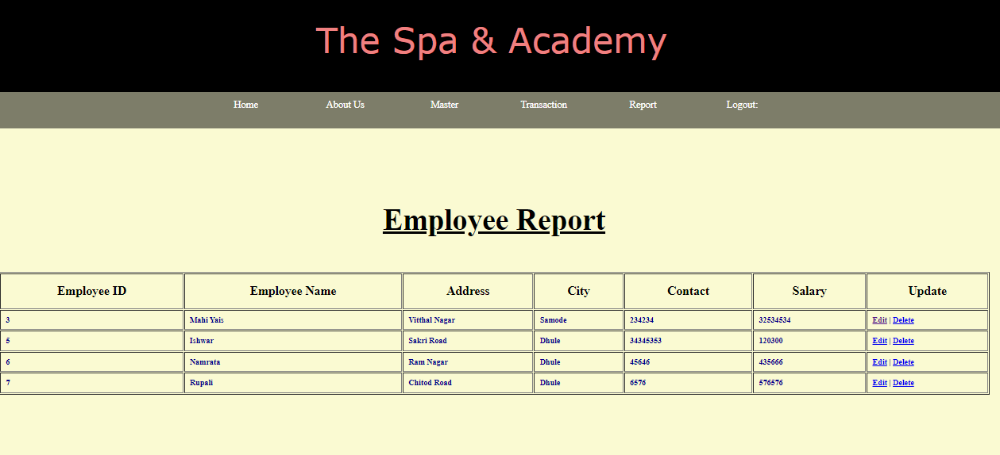 The Spa & Academy
Home About Us Master Transaction Report Logout:
Employee Report
Employee ID Employee Name Address City Contact Salary Update
3 Mahi Yais Vitthal Nagar Samode 234234 32534534 Edit | Delete
5 Ishwar Sakri Road Dhule 34345353 120300 Edit | Delete
6 Namrata Ram Nagar Dhule 45646 435666 Edit | Delete
7 Rupali Chitod Road Dhule 6576 576576 Edit | Delete